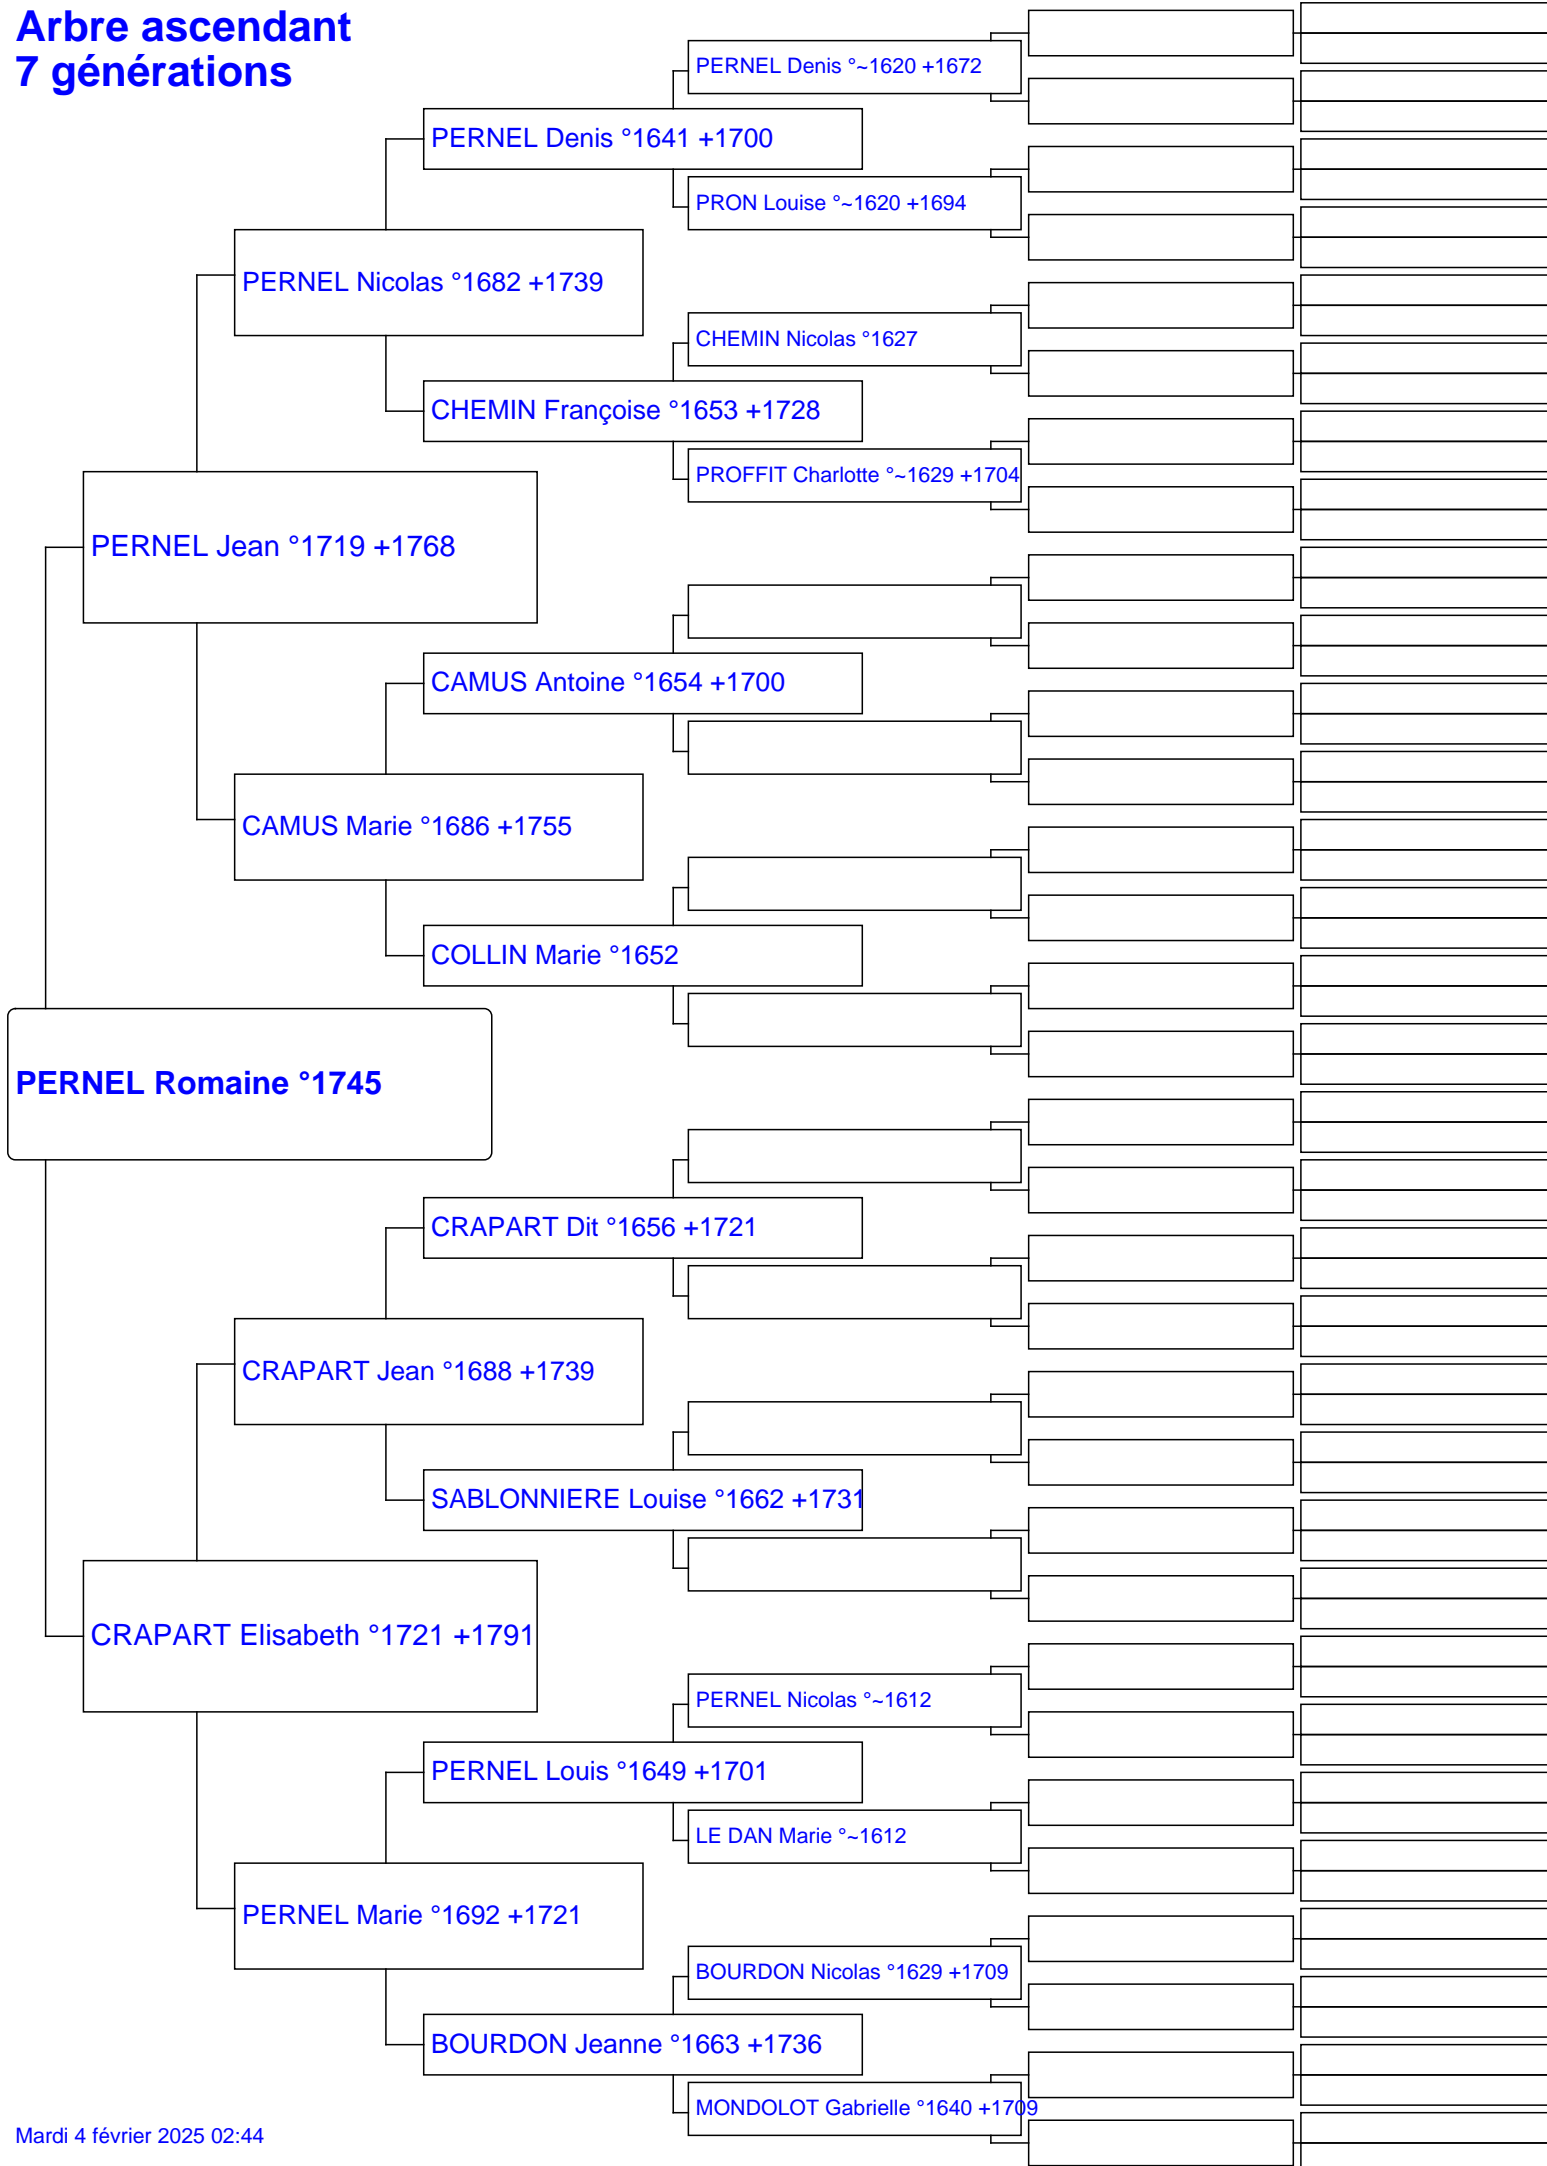 Arbre ascendant
7 générations
PERNEL Denis °~1620 +1672
PERNEL Denis °1641 +1700
PRON Louise °~1620 +1694
PERNEL Nicolas °1682 +1739
CHEMIN Nicolas °1627
CHEMIN Françoise °1653 +1728
PROFFIT Charlotte °~1629 +1704
PERNEL Jean °1719 +1768
CAMUS Antoine °1654 +1700
CAMUS Marie °1686 +1755
COLLIN Marie °1652
PERNEL Romaine °1745
CRAPART Dit °1656 +1721
CRAPART Jean °1688 +1739
SABLONNIERE Louise °1662 +1731
CRAPART Elisabeth °1721 +1791
PERNEL Nicolas °~1612
PERNEL Louis °1649 +1701
LE DAN Marie °~1612
PERNEL Marie °1692 +1721
BOURDON Nicolas °1629 +1709
BOURDON Jeanne °1663 +1736
MONDOLOT Gabrielle °1640 +1709
Mardi 4 février 2025 02:44